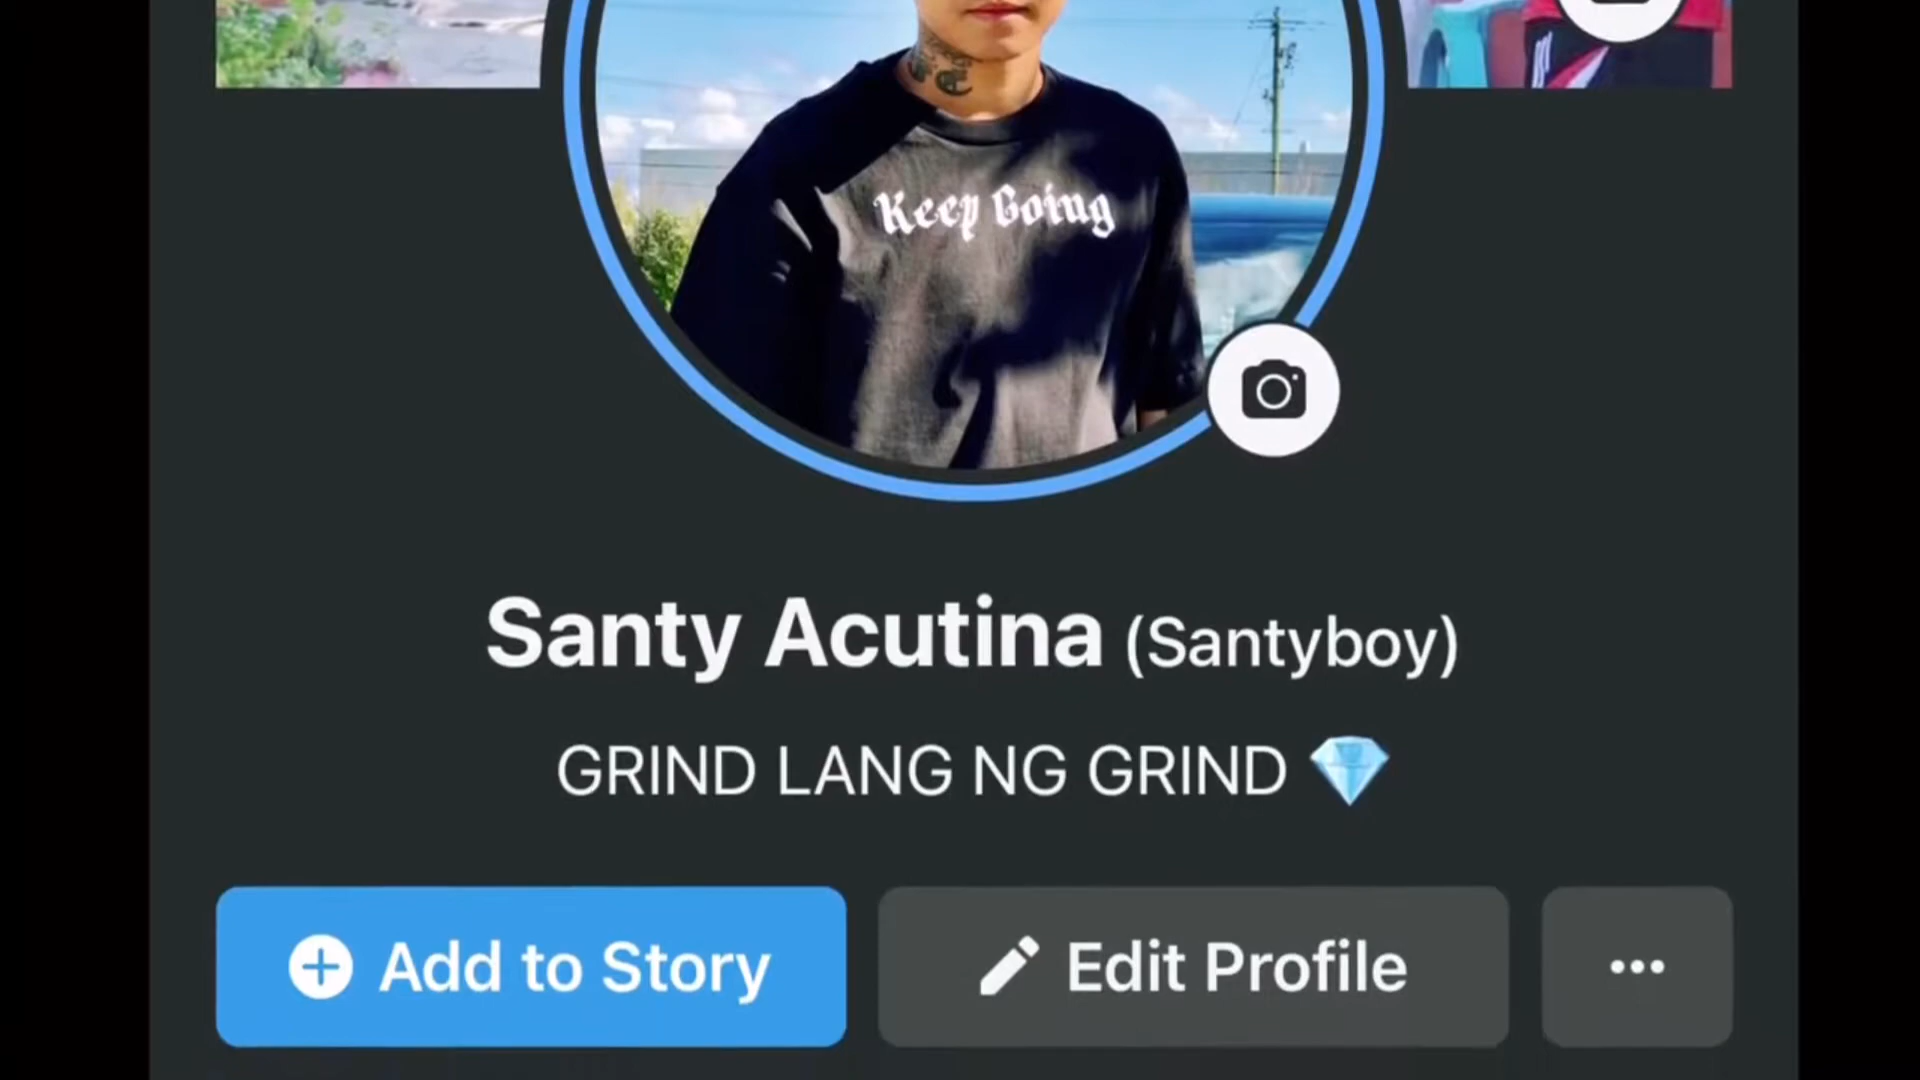 Keep Going
Santy Acutina (Santyboy)
GRIND LANG NG GRIND 💎
Add to Story
Edit Profile